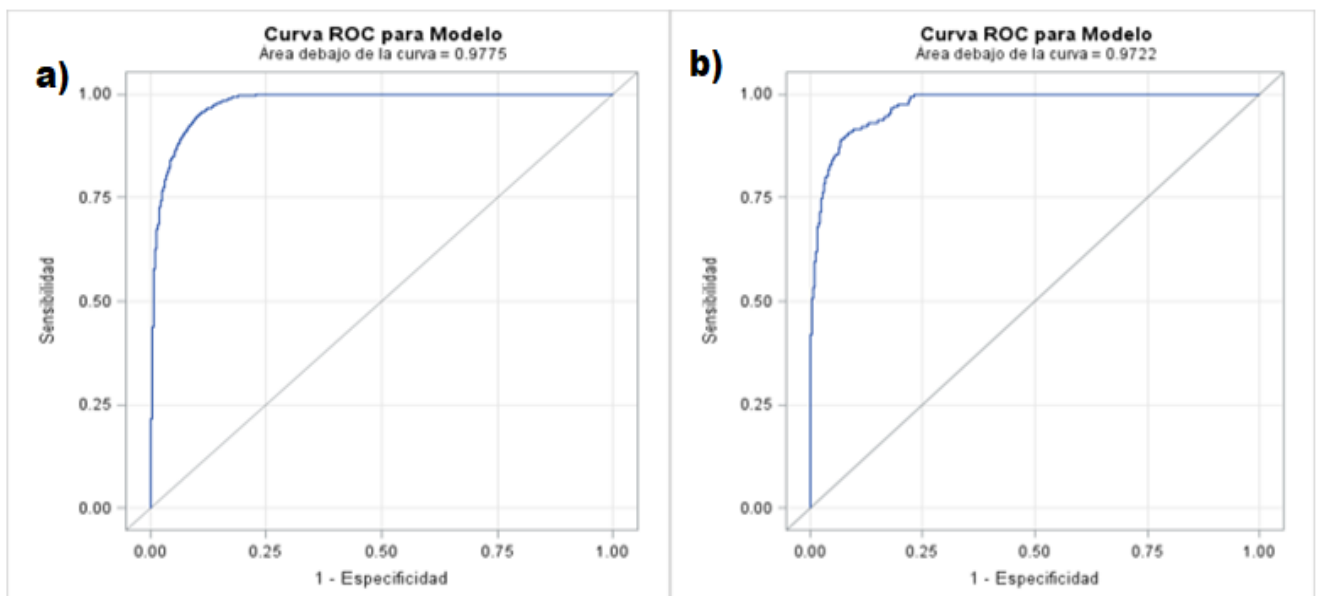 a)
Curva ROC para Modelo
Área debajo de la curva = 0.9775
1.00
0.75
0.50
0.25
0.00
Sensibilidad
0.00 0.25 0.50 0.75 1.00
1 - Especificidad
b)
Curva ROC para Modelo
Área debajo de la curva = 0.9722
1.00
0.75
0.50
0.25
0.00
Sensibilidad
0.00 0.25 0.50 0.75 1.00
1 - Especificidad